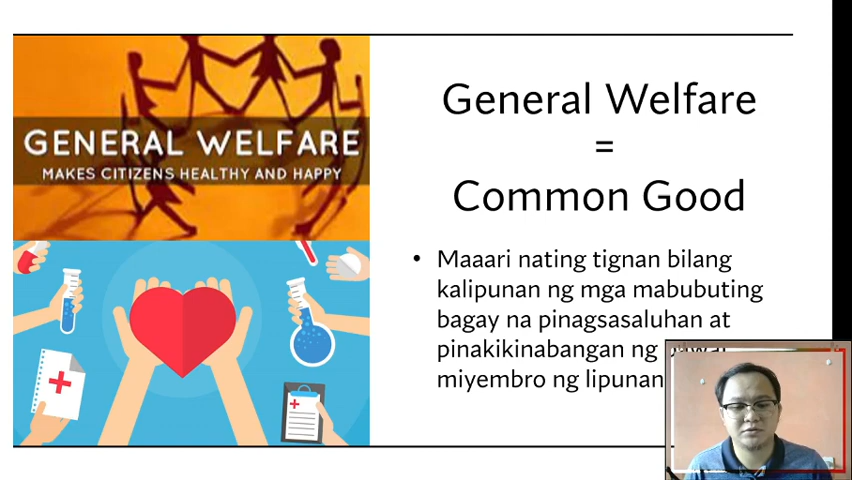 GENERAL WELFARE
MAKES CITIZENS HEALTHY AND HAPPY
General Welfare
=
Common Good
• Maaari nating tignan bilang
kalipunan ng mga mabubuting
bagay na pinagsasaluhan at
pinakikinabangan ng
miyembro ng lipunan